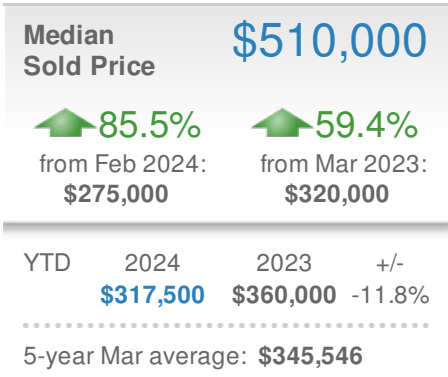 Median
Sold Price
$510,000
85.5%
from Feb 2024:
$275,000
59.4%
from Mar 2023:
$320,000
YTD 2024 2023 +/-
$317,500 $360,000 -11.8%
5-year Mar average: $345,546